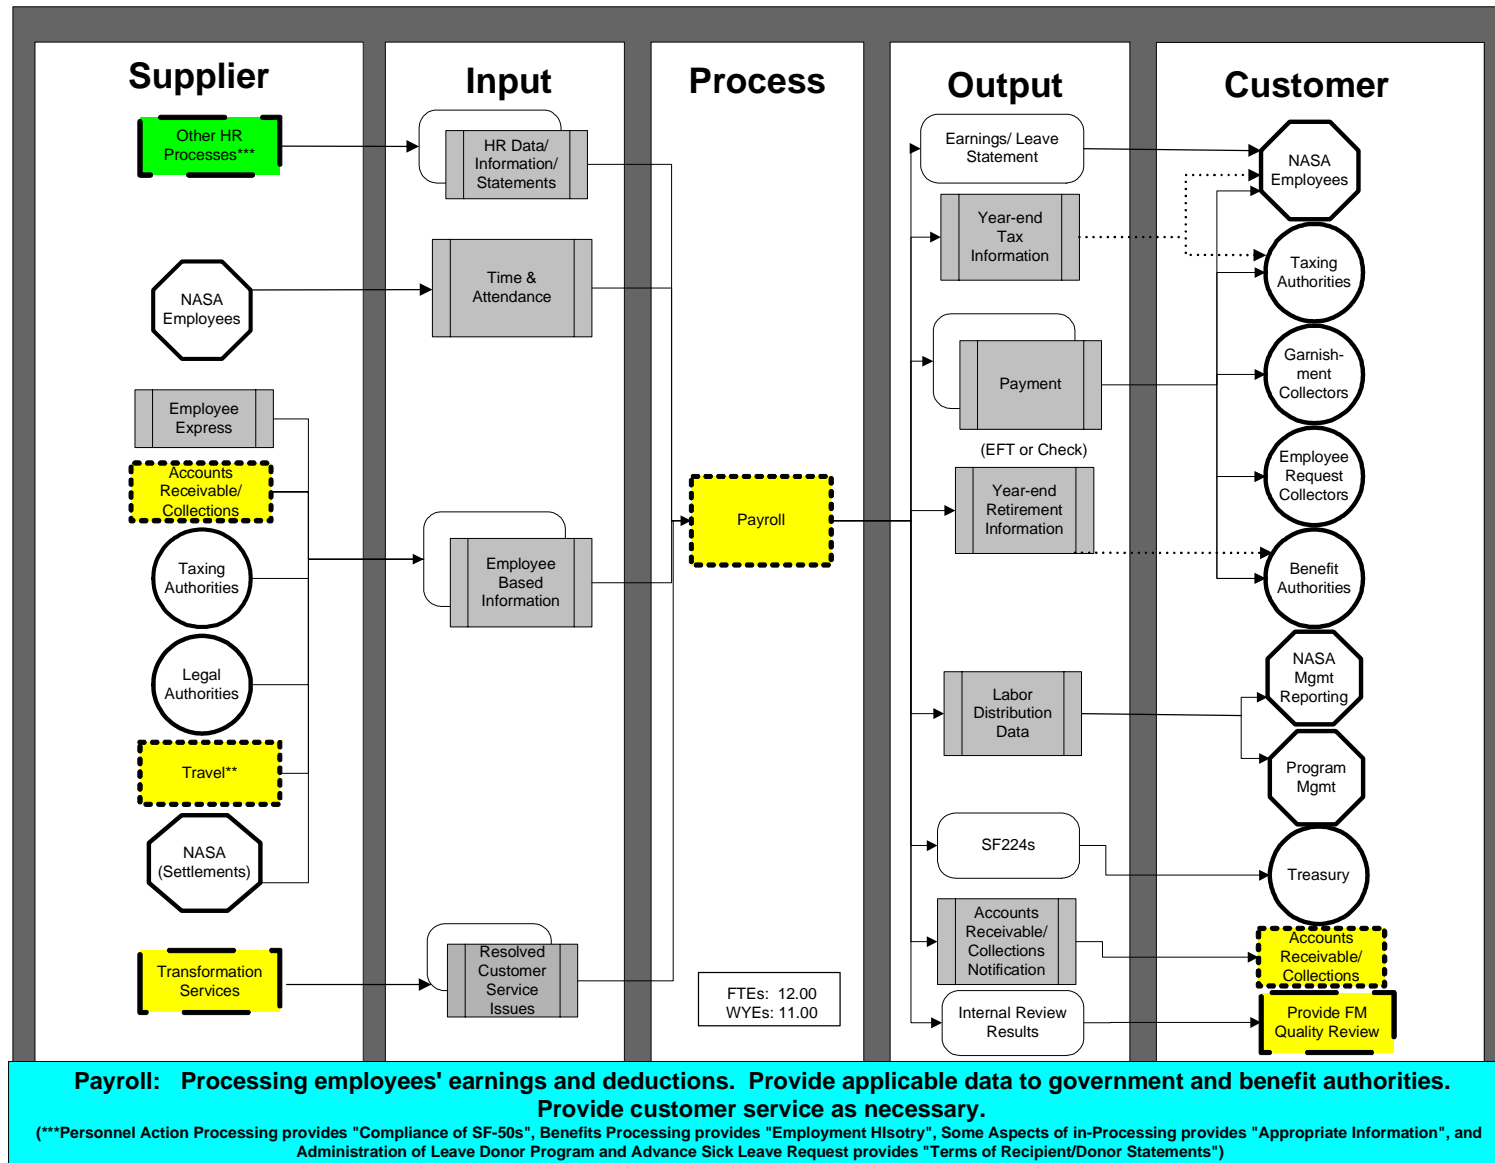 Supplier
Input
Process
Output
Customer
Other HR
Processes***
NASA
Employees
Employee
Express
Accounts
Receivable/
Collections
Taxing
Authorities
Legal
Authorities
Travel**
NASA
(Settlements)
Transformation
Services
HR Data/
Information/
Statements
Time &
Attendance
Employee
Based
Information
Resolved
Customer
Service
Issues
Payroll
FTEs: 12.00
WYEs: 11.00
Earnings/ Leave
Statement
Year-end
Tax
Information
Payment
(EFT or Check)
Year-end
Retirement
Information
Labor
Distribution
Data
SF224s
Accounts
Receivable/
Collections
Notification
Internal Review
Results
NASA
Employees
Taxing
Authorities
Garnish-
ment
Collectors
Employee
Request
Collectors
Benefit
Authorities
NASA
Mgmt
Reporting
Program
Mgmt
Treasury
Accounts
Receivable/
Collections
Provide FM
Quality Review
Payroll: Processing employees' earnings and deductions. Provide applicable data to government and benefit authorities.
Provide customer service as necessary.
(***Personnel Action Processing provides "Compliance of SF-50s", Benefits Processing provides "Employment HIsotry", Some Aspects of in-Processing provides "Appropriate Information", and
Administration of Leave Donor Program and Advance Sick Leave Request provides "Terms of Recipient/Donor Statements")